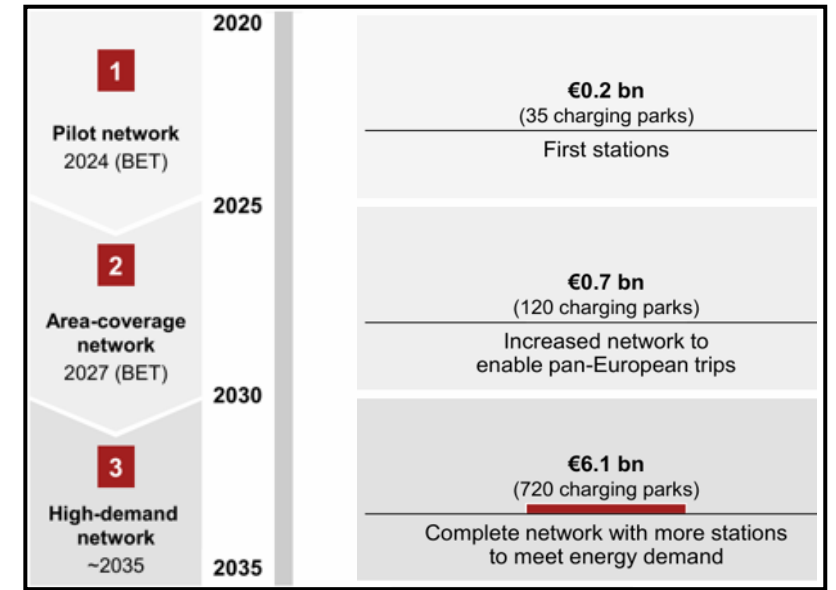 2020
1
Pilot network
2024 (BET)
€0.2 bn
(35 charging parks)
First stations
2025
2
Area-coverage
network
2027 (BET)
€0.7 bn
(120 charging parks)
Increased network to
enable pan-European trips
2030
3
High-demand
network
~2035
€6.1 bn
(720 charging parks)
Complete network with more stations
to meet energy demand
2035